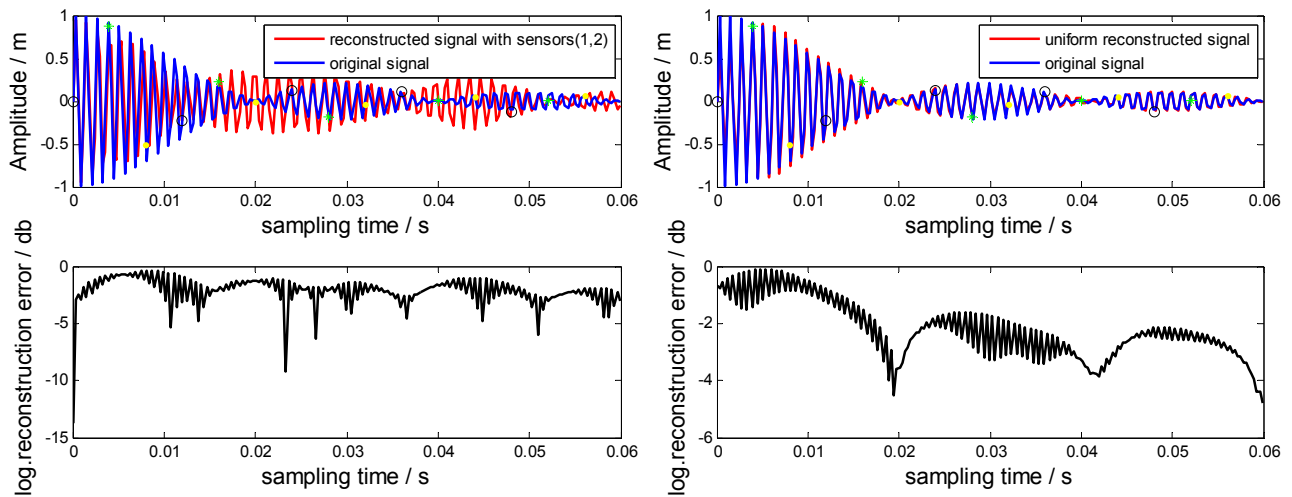 1
0.5
0
-0.5
-1
Amplitude / m
reconstructed signal with sensors(1,2)
original signal
0 0.01 0.02 0.03 0.04 0.05 0.06
sampling time / s
1
0.5
0
-0.5
-1
Amplitude / m
uniform reconstructed signal
original signal
0 0.01 0.02 0.03 0.04 0.05 0.06
sampling time / s
0
-5
-10
-15
log.reconstruction error / db
0 0.01 0.02 0.03 0.04 0.05 0.06
sampling time / s
0
-2
-4
-6
log.reconstruction error / db
0 0.01 0.02 0.03 0.04 0.05 0.06
sampling time / s